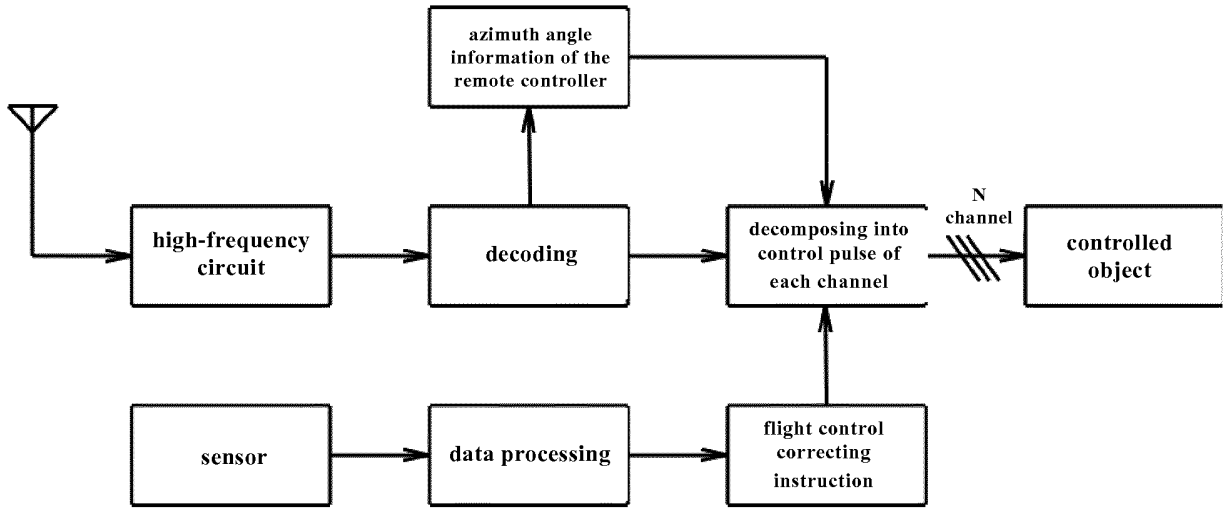 azimuth angle
information of the
remote controller
N
channel
high-frequency
circuit
decoding
decomposing into
control pulse of
each channel
controlled
object
sensor
data processing
flight control
correcting
instruction